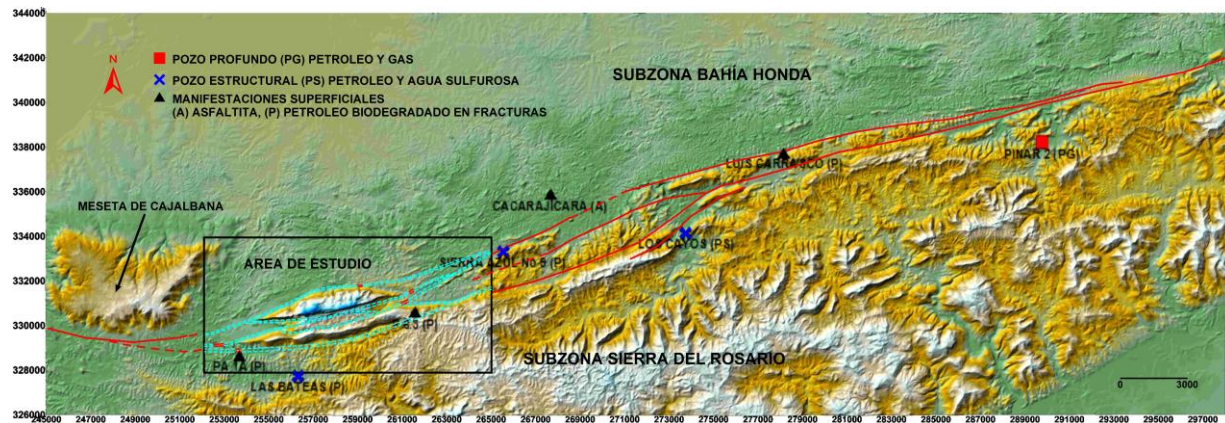 344000
342000
340000
338000
336000
334000
332000
330000
328000
326000
N
POZO PROFUNDO (PG) PETROLEO Y GAS
POZO ESTRUCTURAL (PS) PETROLEO Y AGUA SULFUROSA
MANIFESTACIONES SUPERFICIALES
(A) ASFALTITA, (P) PETROLEO BIODEGRADADO EN FRACTURAS
SUBZONA BAHÍA HONDA
PINAR 2 (PG)
LUIS CARRASCO (P)
CACARAJICARA (A)
MESETA DE CAJALBANA
LOS CAYOS (PS)
AREA DE ESTUDIO
SIERRA AZUL No 5 (P)
(P)
SUBZONA SIERRA DEL ROSARIO
(P)
LAS BATEAS (P)
0 3000
245000 247000 249000 251000 253000 255000 257000 259000 261000 263000 265000 267000 269000 271000 273000 275000 277000 279000 281000 283000 285000 287000 289000 291000 293000 295000 297000